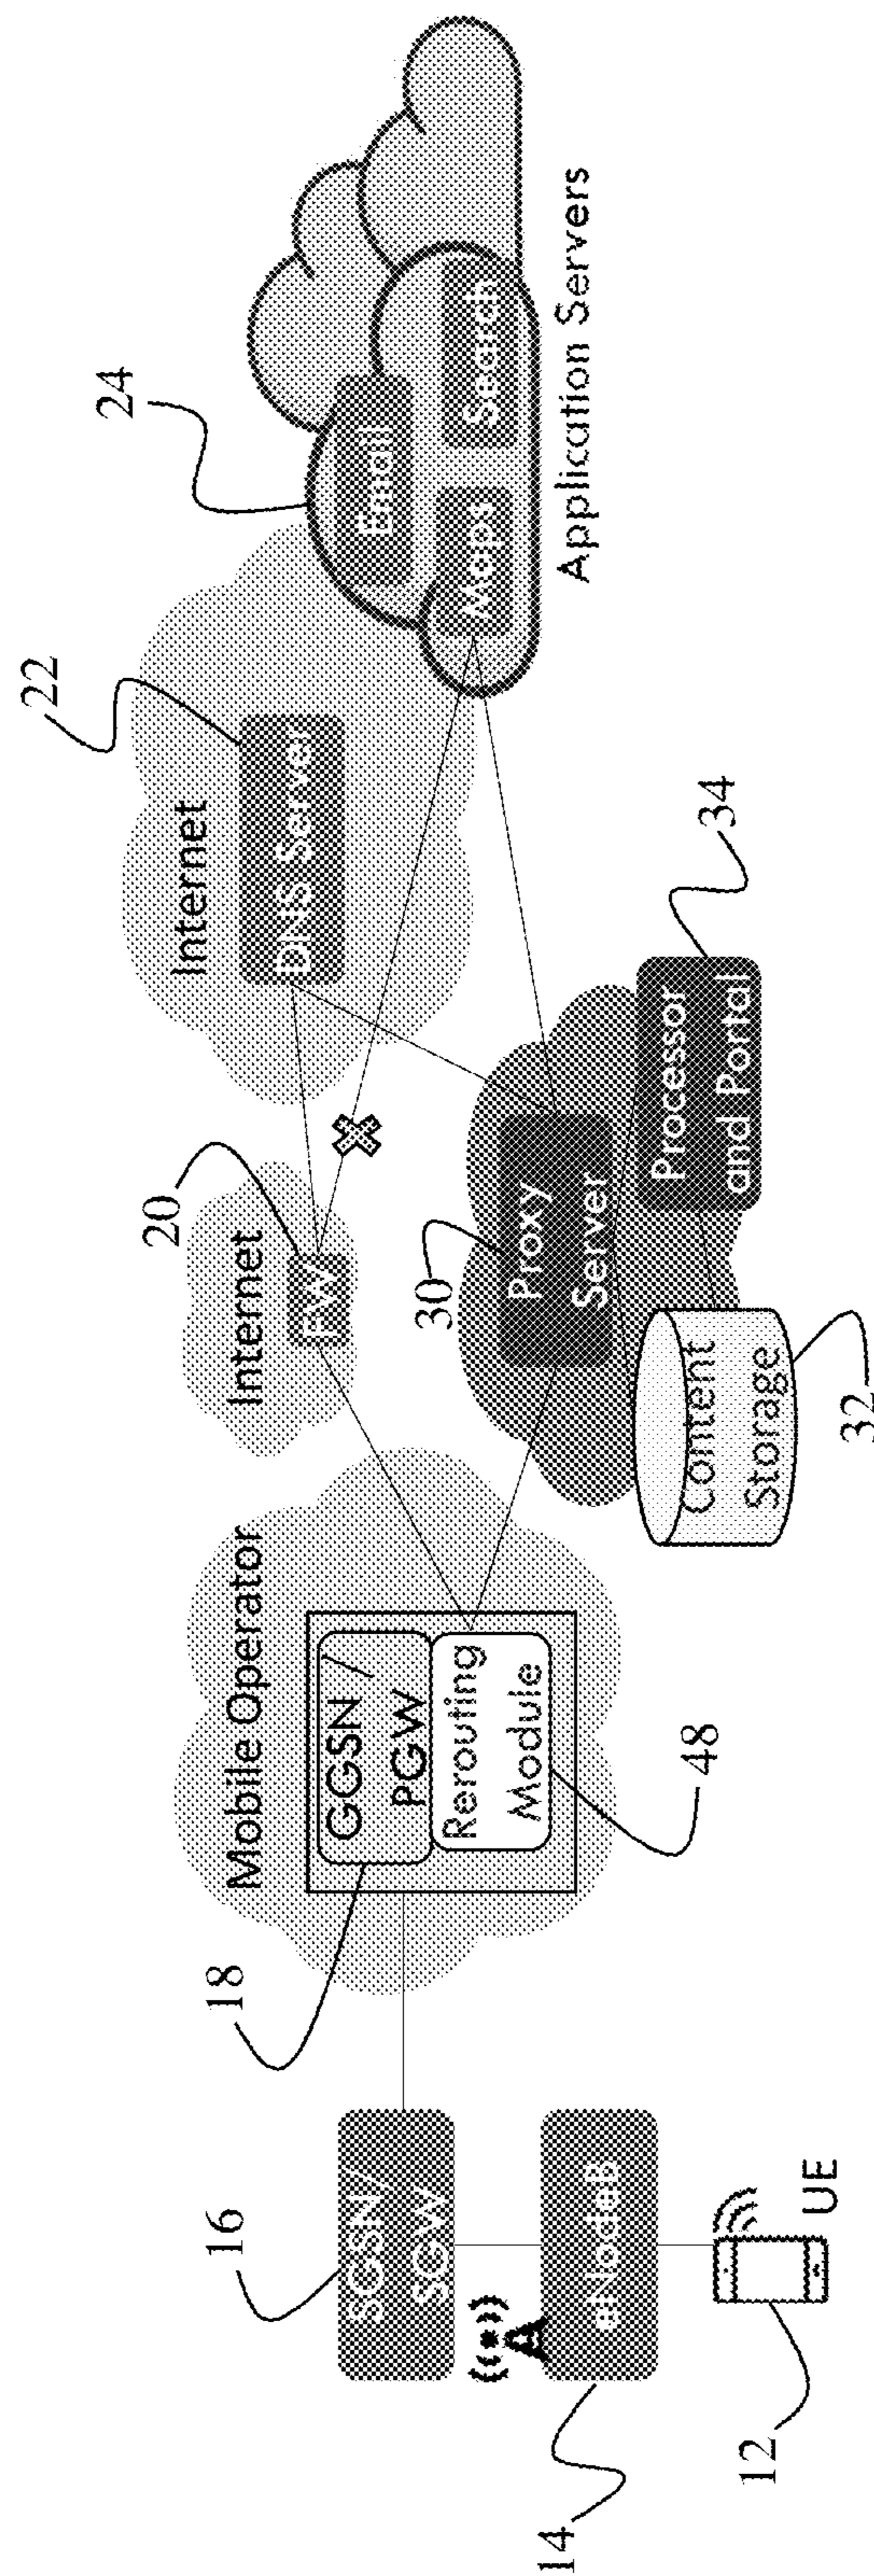 16
SGSN/
SGW
14
eNodeB
12
UE
18
Mobile Operator
GGSN /
PGW
Rerouting
Module
48
20
Internet
FW
30
Proxy
Server
Content
Storage
32
Processor
and Portal
34
22
Internet
DNS Server
24
Email
Maps
Search
Application Servers